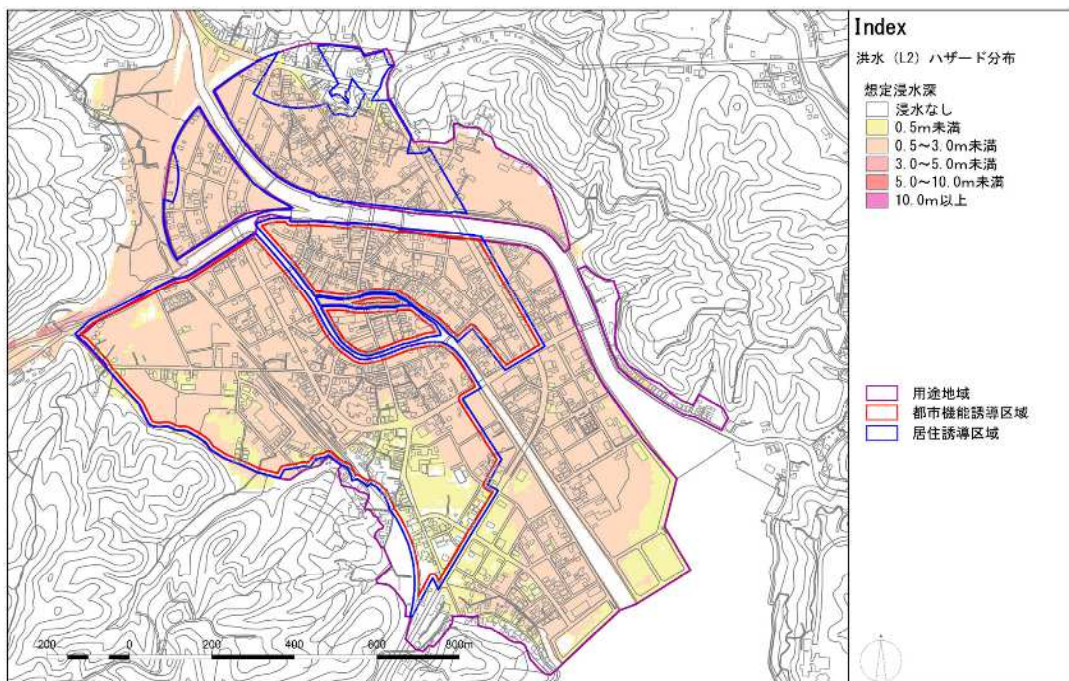 Index
洪水（L2）ハザード分布
想定浸水深
浸水なし
0.5m未満
0.5～3.0m未満
3.0～5.0m未満
5.0～10.0m未満
10.0m以上
用途地域
都市機能誘導区域
居住誘導区域
200 0 200 400 600 800m